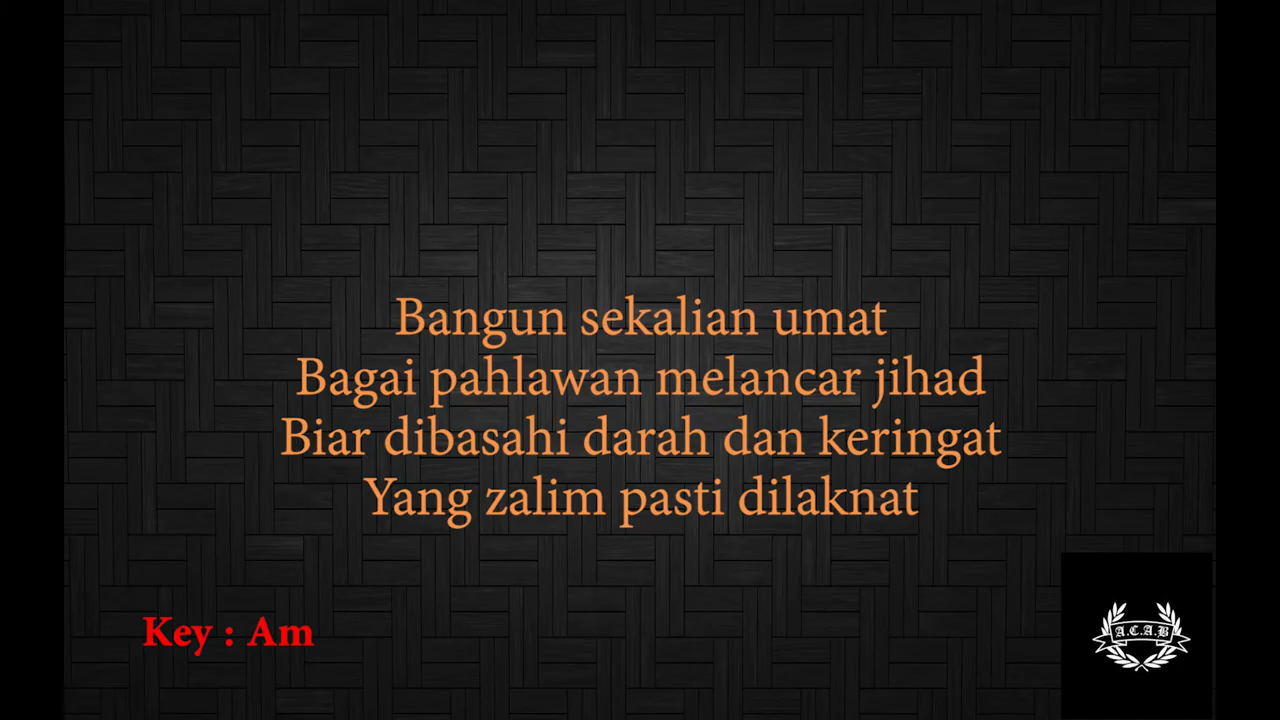 Bangun sekalian umat
Bagai pahlawan melancar jihad
Biar dibasahi darah dan keringat
Yang zalim pasti dilaknat
Key : Am
A.C.A.B